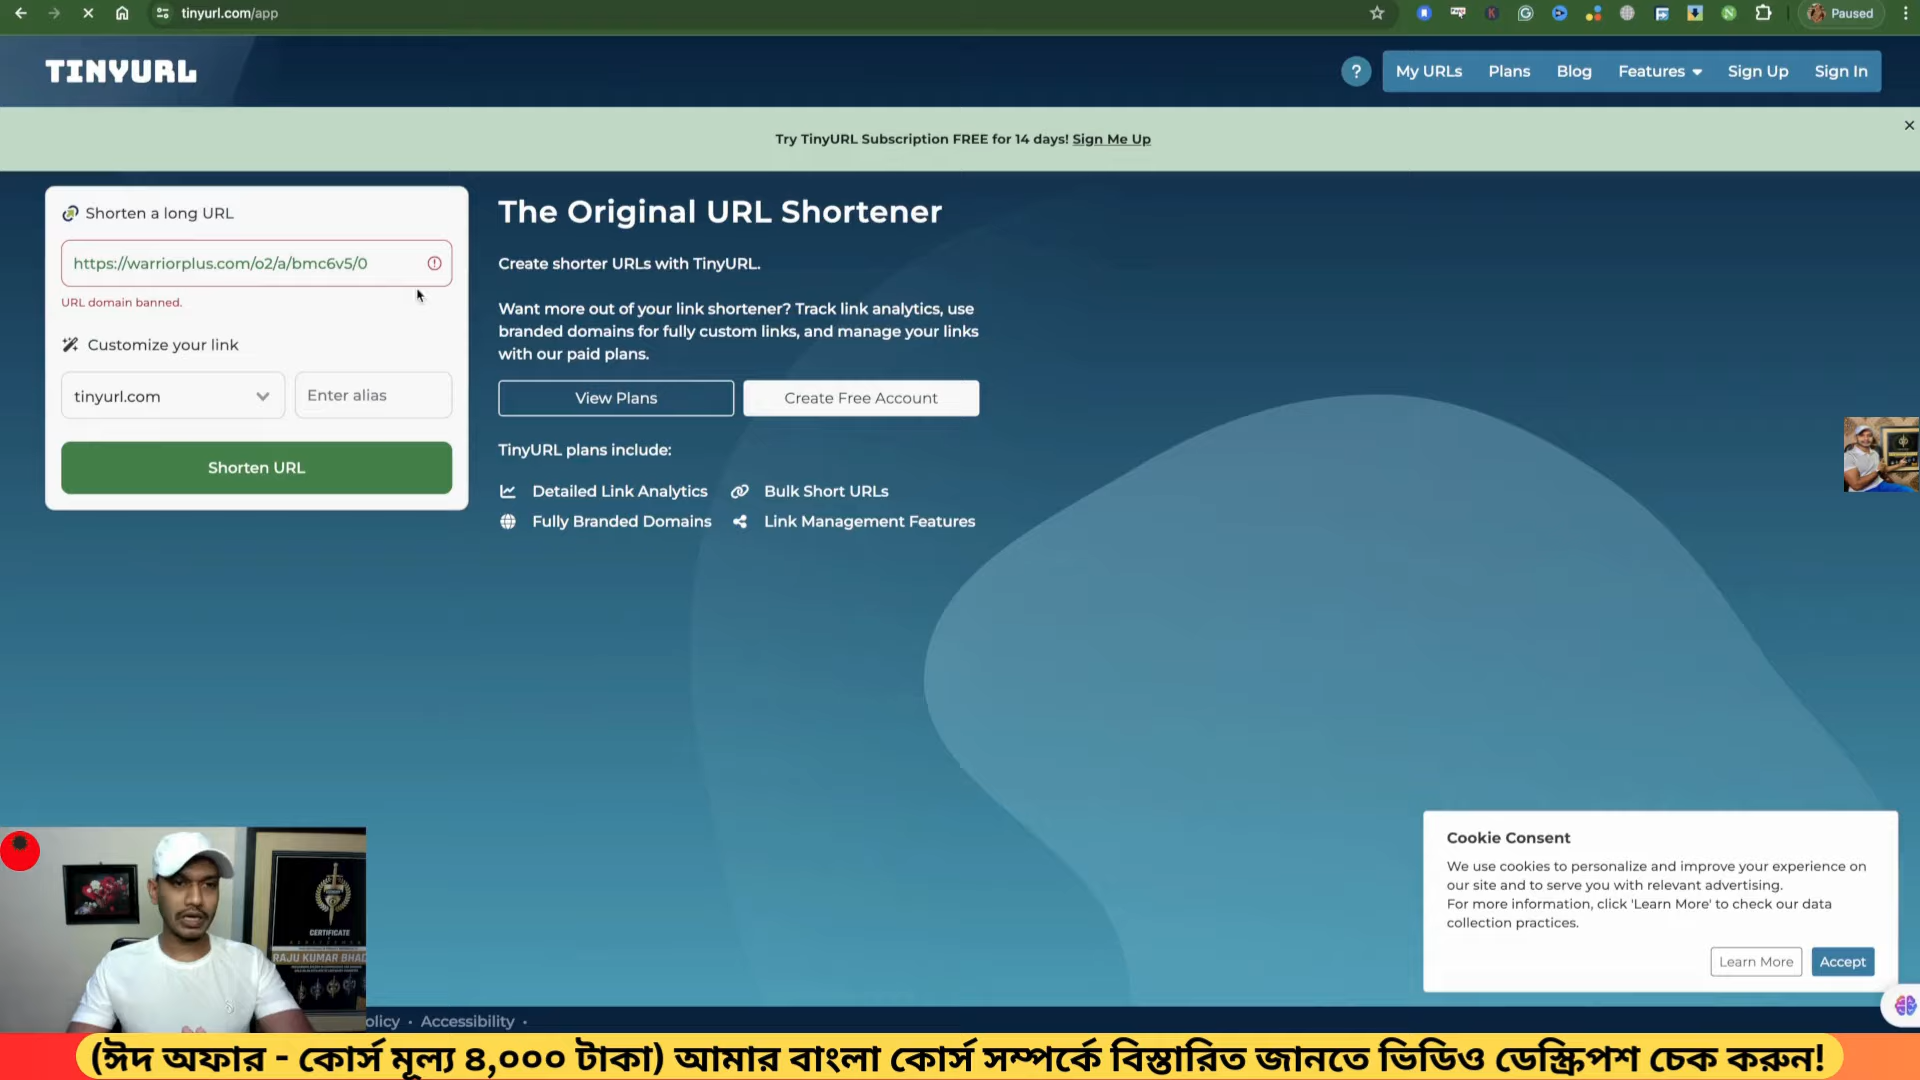 tinyurl.com/app
Paused
TINYURL
?
My URLs
Plans
Blog
Features
Sign Up
Sign In
Try TinyURL Subscription FREE for 14 days! Sign Me Up
Shorten a long URL
https://warriorplus.com/o2/a/bmc6v5/0
URL domain banned.
Customize your link
tinyurl.com
Enter alias
Shorten URL
The Original URL Shortener
Create shorter URLs with TinyURL.
Want more out of your link shortener? Track link analytics, use
branded domains for fully custom links, and manage your links
with our paid plans.
View Plans
Create Free Account
TinyURL plans include:
Detailed Link Analytics
Bulk Short URLs
Fully Branded Domains
Link Management Features
Cookie Consent
We use cookies to personalize and improve your experience on
our site and to serve you with relevant advertising.
For more information, click 'Learn More' to check our data
collection practices.
Learn More
Accept
CERTIFICATE
RAJU KUMAR BHAD
olicy · Accessibility ·
(ঈদ অফার - কোর্স মূল্য ৪,০০০ টাকা) আমার বাংলা কোর্স সম্পর্কে বিস্তারিত জানতে ভিডিও ডেস্ক্রিপশ চেক করুন!